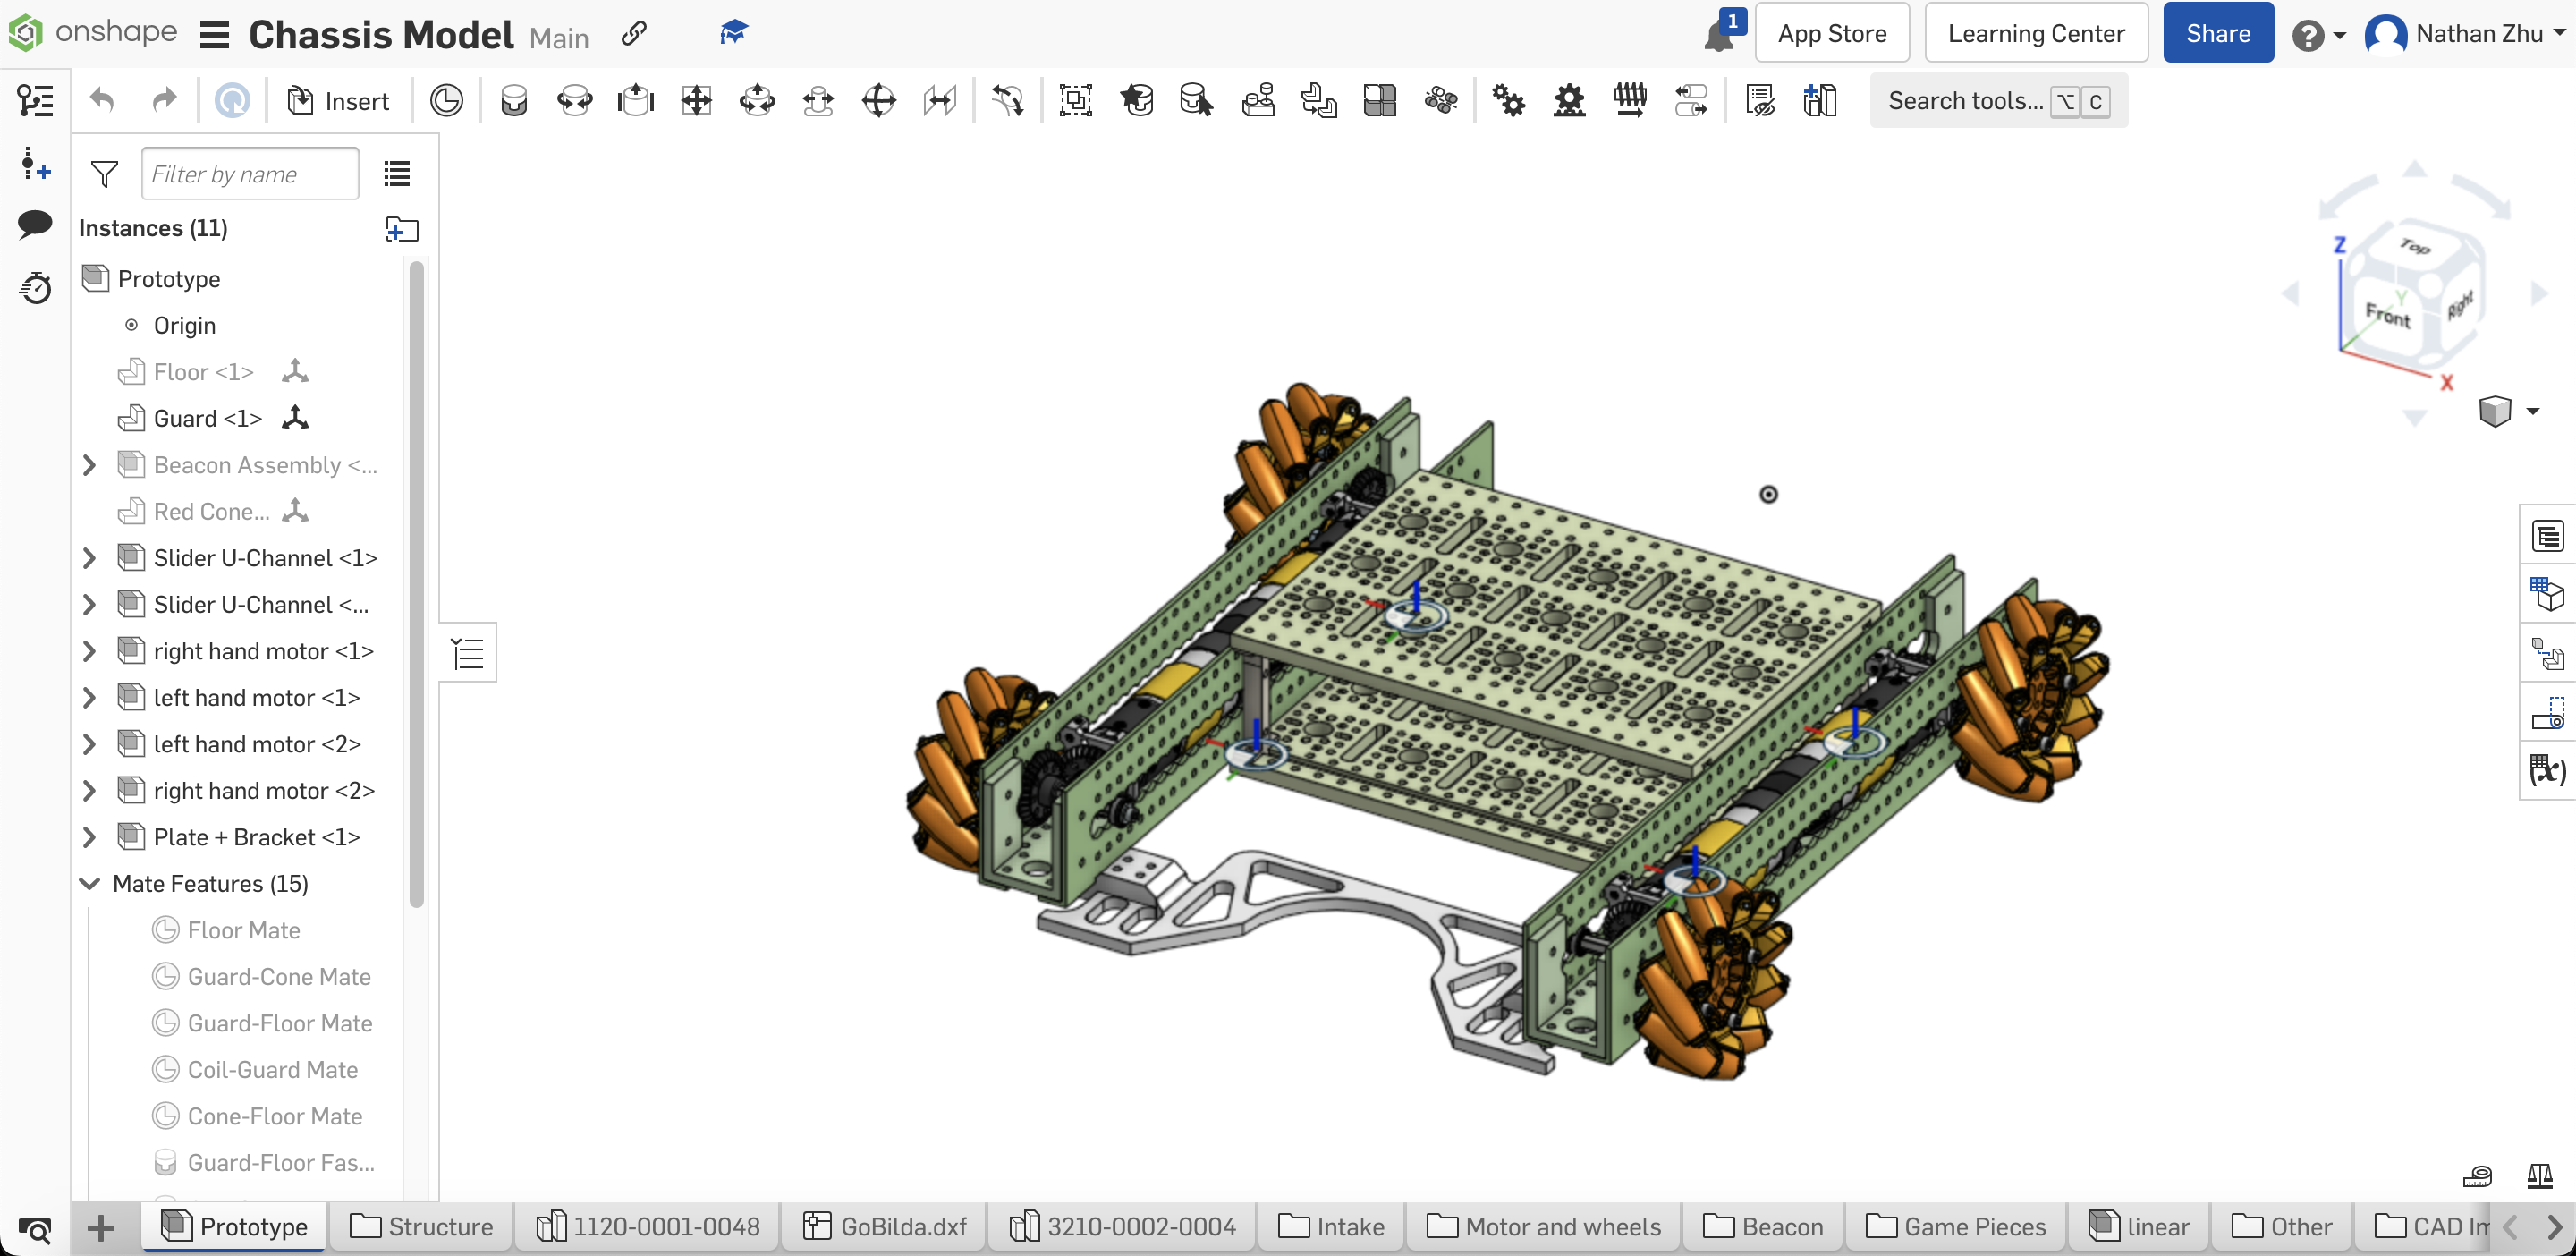 onshape Chassis Model Main
1
App Store
Learning Center
Share
Nathan Zhu
Insert
Search tools... ⌥ C
Filter by name
Instances (11)
Prototype
Origin
Floor <1>
Guard <1>
Beacon Assembly <...
Red Cone...
Slider U-Channel <1>
Slider U-Channel <...
right hand motor <1>
left hand motor <1>
left hand motor <2>
right hand motor <2>
Plate + Bracket <1>
Mate Features (15)
Floor Mate
Guard-Cone Mate
Guard-Floor Mate
Coil-Guard Mate
Cone-Floor Mate
Guard-Floor Fas...
Z
Top
Y
Front
Right
X
(x)
Prototype
Structure
1120-0001-0048
GoBilda.dxf
3210-0002-0004
Intake
Motor and wheels
Beacon
Game Pieces
linear
Other
CAD Im